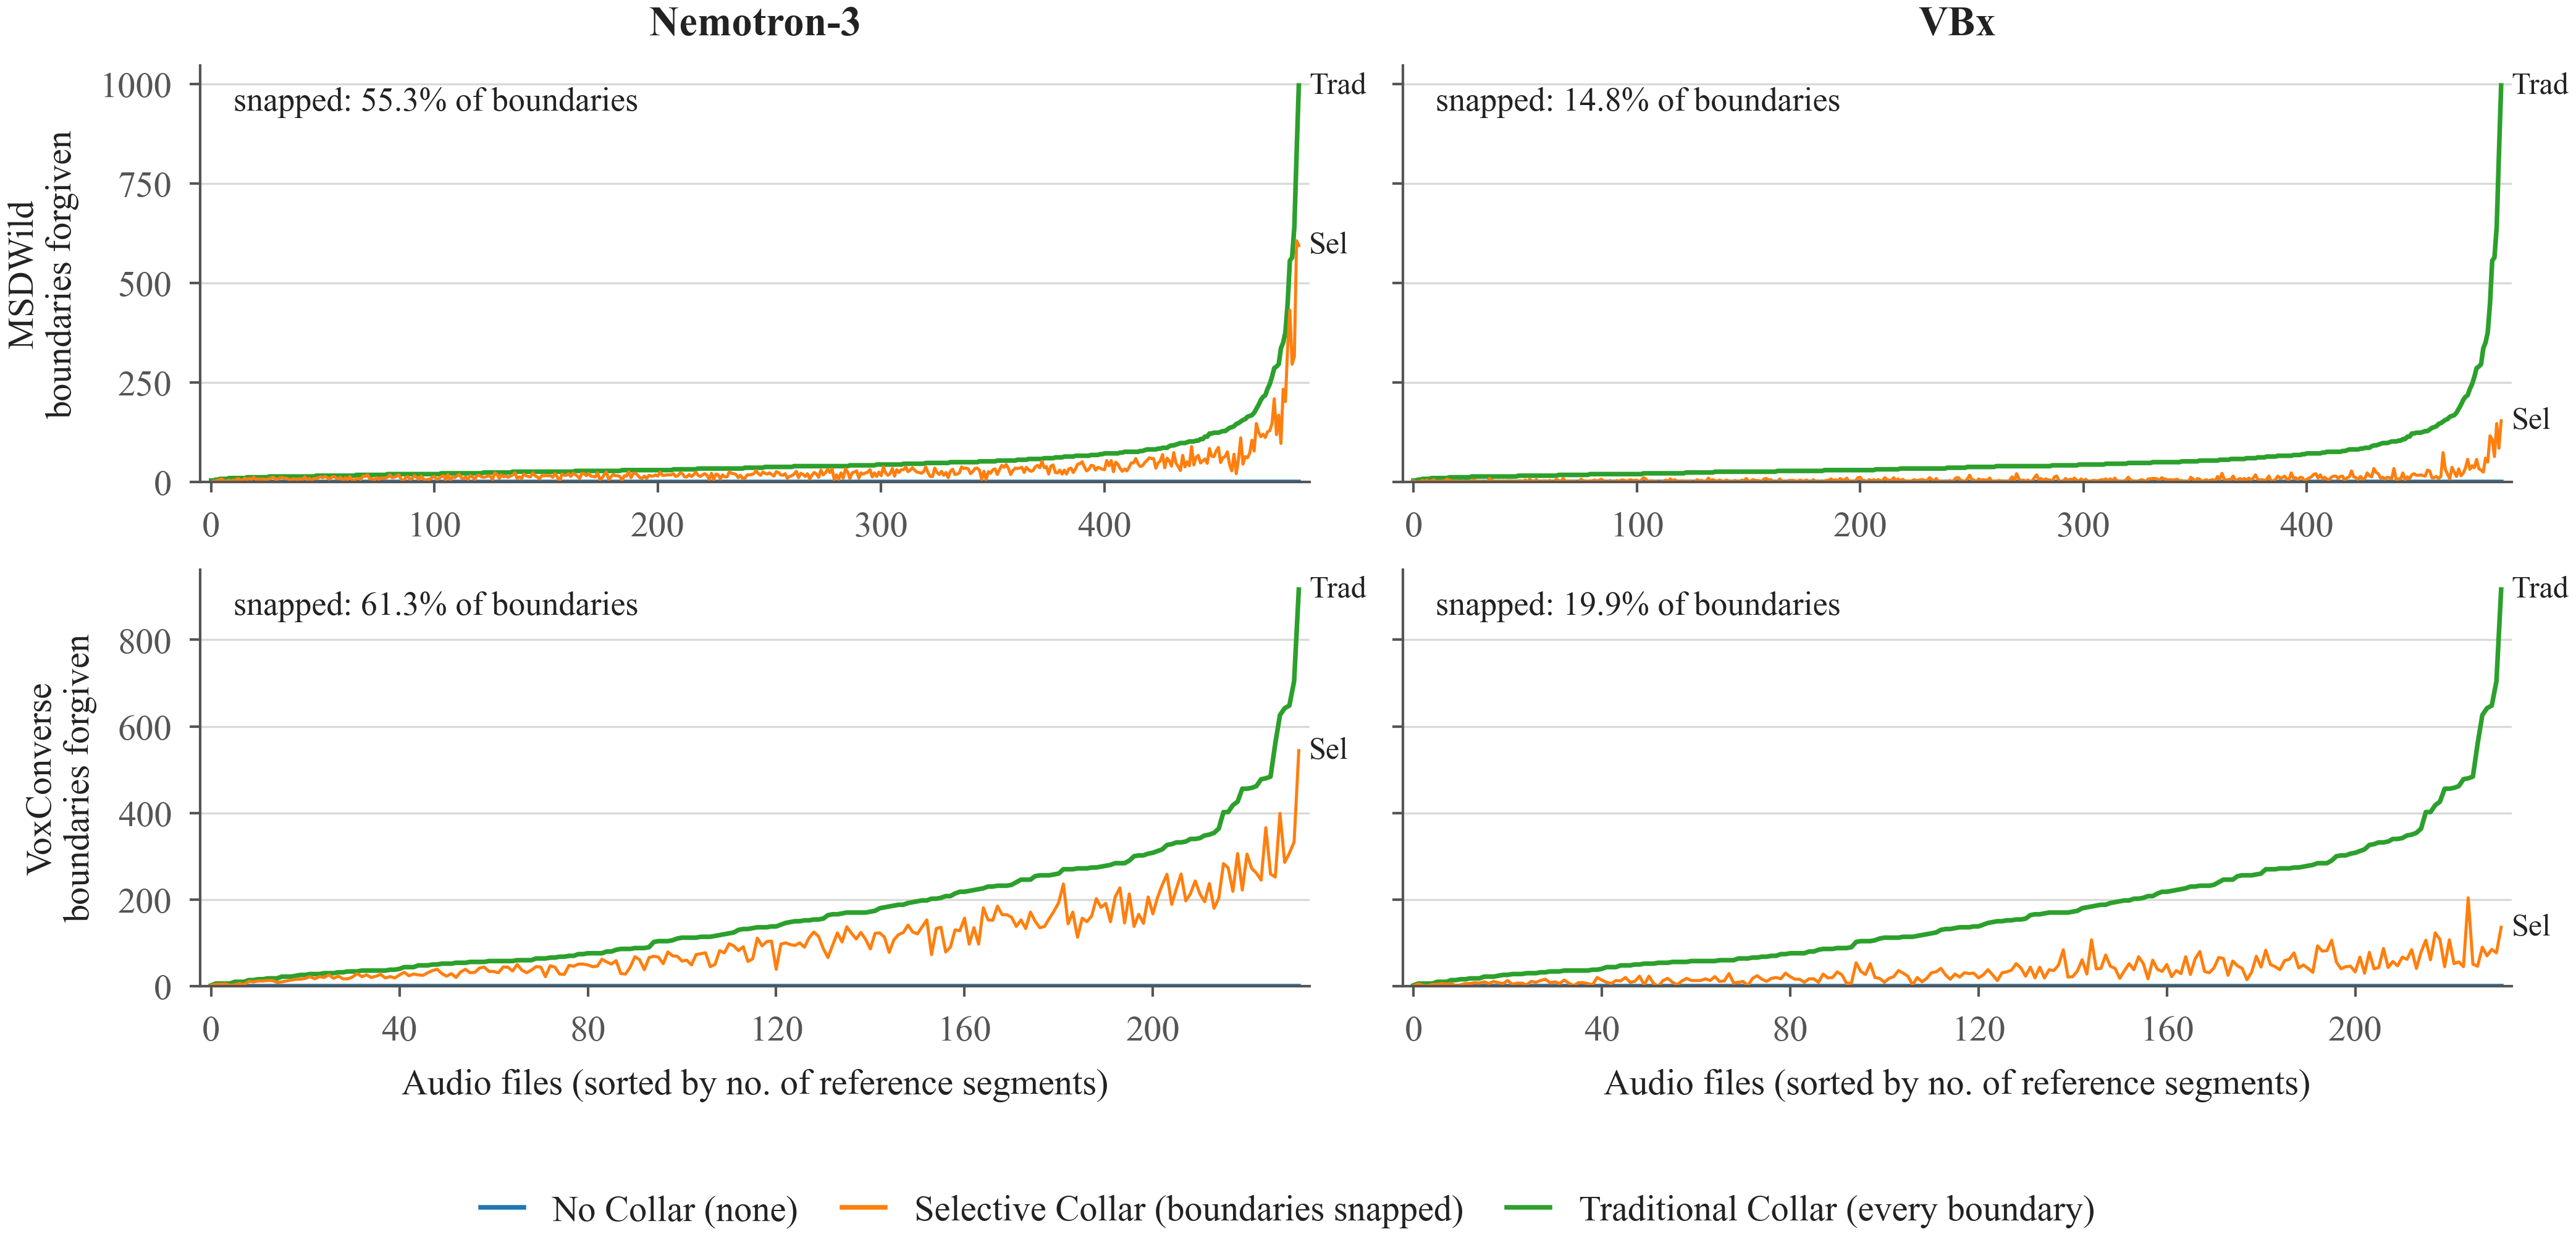 Nemotron-3
VBx
MSDWild
boundaries forgiven
1000
750
500
250
0
snapped: 55.3% of boundaries
Trad
Sel
0 100 200 300 400
snapped: 14.8% of boundaries
Trad
Sel
0 100 200 300 400
VoxConverse
boundaries forgiven
800
600
400
200
0
snapped: 61.3% of boundaries
Trad
Sel
0 40 80 120 160 200
Audio files (sorted by no. of reference segments)
snapped: 19.9% of boundaries
Trad
Sel
0 40 80 120 160 200
Audio files (sorted by no. of reference segments)
No Collar (none)
Selective Collar (boundaries snapped)
Traditional Collar (every boundary)